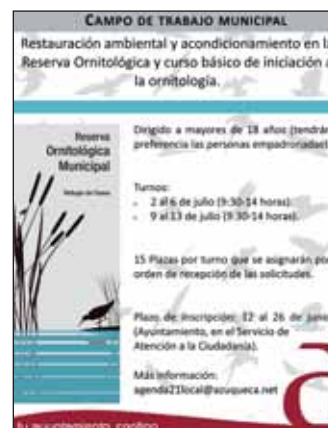 CAMPO DE TRABAJO MUNICIPAL
Restauración ambiental y acondicionamiento en la
Reserva Ornitológica y curso básico de iniciación a
la ornitología.
Reserva
Ornitológica
Municipal
Dirigido a mayores de 18 años (tendrán
preferencia las personas empadronadas)
Turnos:
- 2 al 6 de julio (9:30-14 horas).
- 9 al 13 de julio (9:30-14 horas).
15 Plazas por turno que se asignarán por
orden de recepción de las solicitudes.
Plazo de Inscripción: 12 al 26 de junio
(Ayuntamiento, en el Servicio de
Atención a la Ciudadanía).
Más información:
agenda21local@azuqueca.net
tu ayuntamiento, contigo